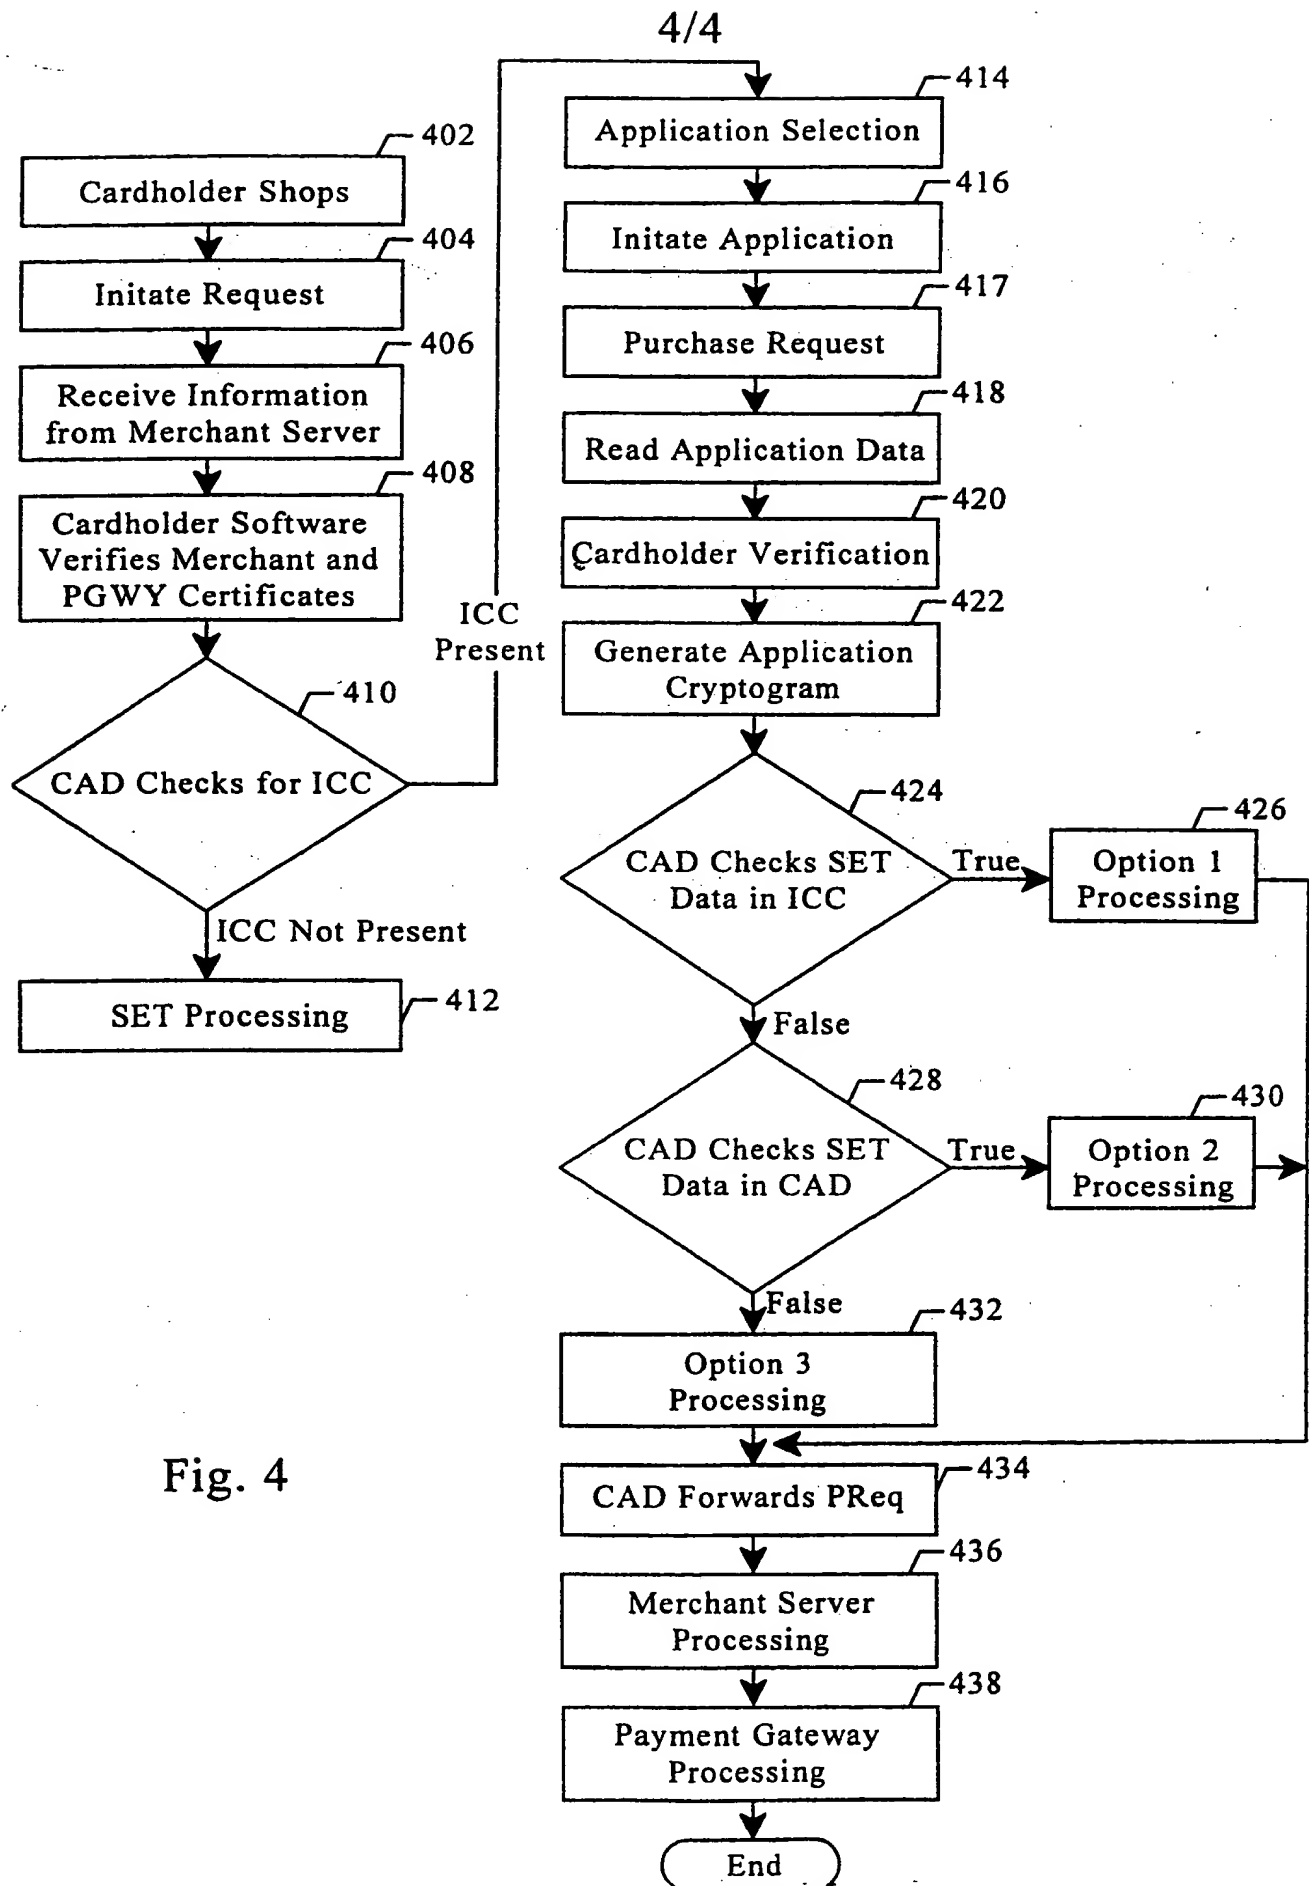 4/4
402
Cardholder Shops
404
Initate Request
406
Receive Information
from Merchant Server
408
Cardholder Software
Verifies Merchant and
PGWY Certificates
410
CAD Checks for ICC
ICC
Present
ICC Not Present
SET Processing
412
414
Application Selection
416
Initate Application
417
Purchase Request
418
Read Application Data
420
Cardholder Verification
422
Generate Application
Cryptogram
424
CAD Checks SET
Data in ICC
True
426
Option 1
Processing
False
428
CAD Checks SET
Data in CAD
True
430
Option 2
Processing
False
432
Option 3
Processing
434
CAD Forwards PReq
436
Merchant Server
Processing
438
Payment Gateway
Processing
End
Fig. 4